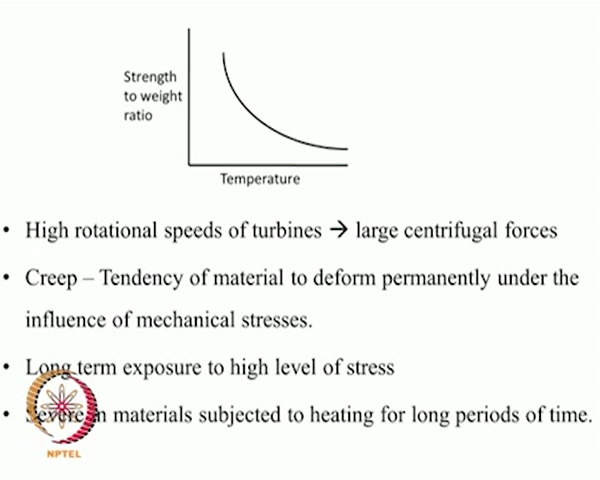 Strength
to weight
ratio
Temperature
• High rotational speeds of turbines → large centrifugal forces
• Creep – Tendency of material to deform permanently under the
influence of mechanical stresses.
• Long term exposure to high level of stress
• Severe in materials subjected to heating for long periods of time.
NPTEL